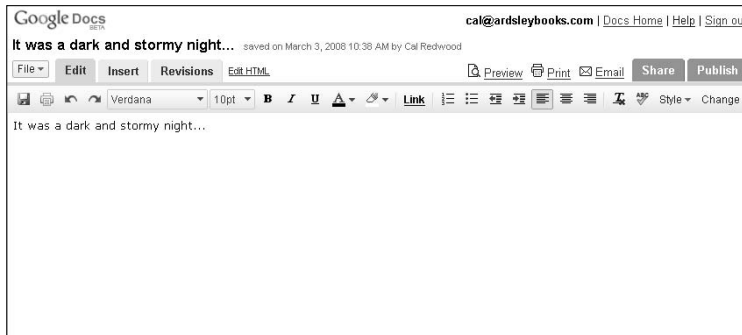 Google Docs
BETA
cal@ardsleybooks.com | Docs Home | Help | Sign ou
It was a dark and stormy night... saved on March 3, 2008 10:38 AM by Cal Redwood
File Edit Insert Revisions Edit HTML Preview Print Email Share Publish
Verdana 10pt B I U A Link Style Change
It was a dark and stormy night...